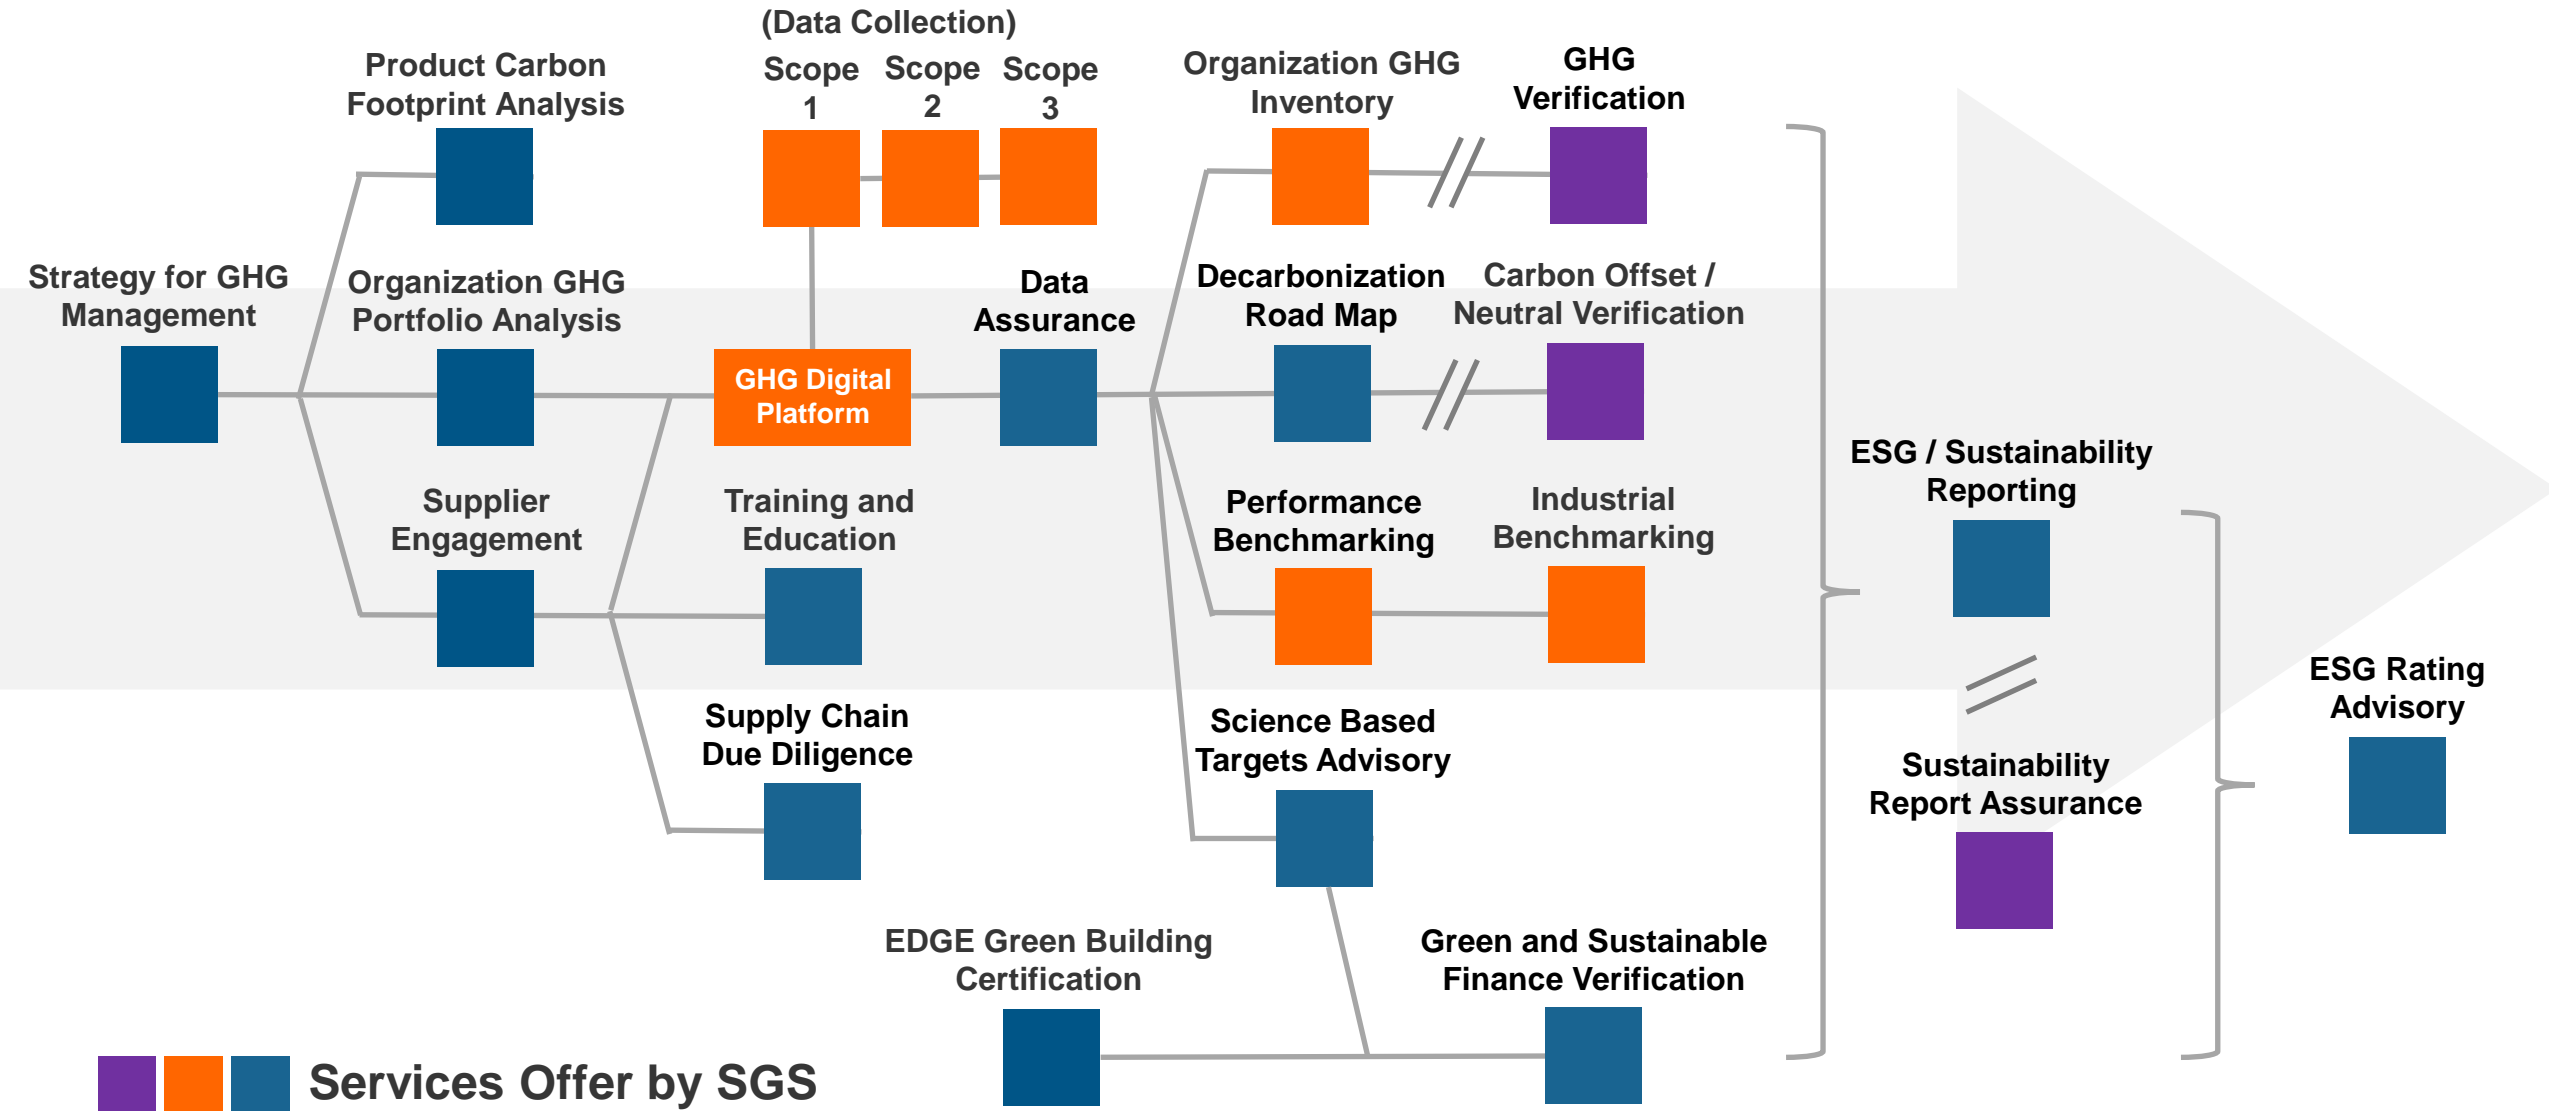 (Data Collection)
Scope
1
Scope
2
Scope
3
Product Carbon
Footprint Analysis
Organization GHG
Inventory
GHG
Verification
Strategy for GHG
Management
Organization GHG
Portfolio Analysis
GHG Digital
Platform
Data
Assurance
Decarbonization
Road Map
Carbon Offset /
Neutral Verification
Supplier
Engagement
Training and
Education
Performance
Benchmarking
Industrial
Benchmarking
ESG / Sustainability
Reporting
Supply Chain
Due Diligence
Science Based
Targets Advisory
Sustainability
Report Assurance
ESG Rating
Advisory
EDGE Green Building
Certification
Green and Sustainable
Finance Verification
Services Offer by SGS